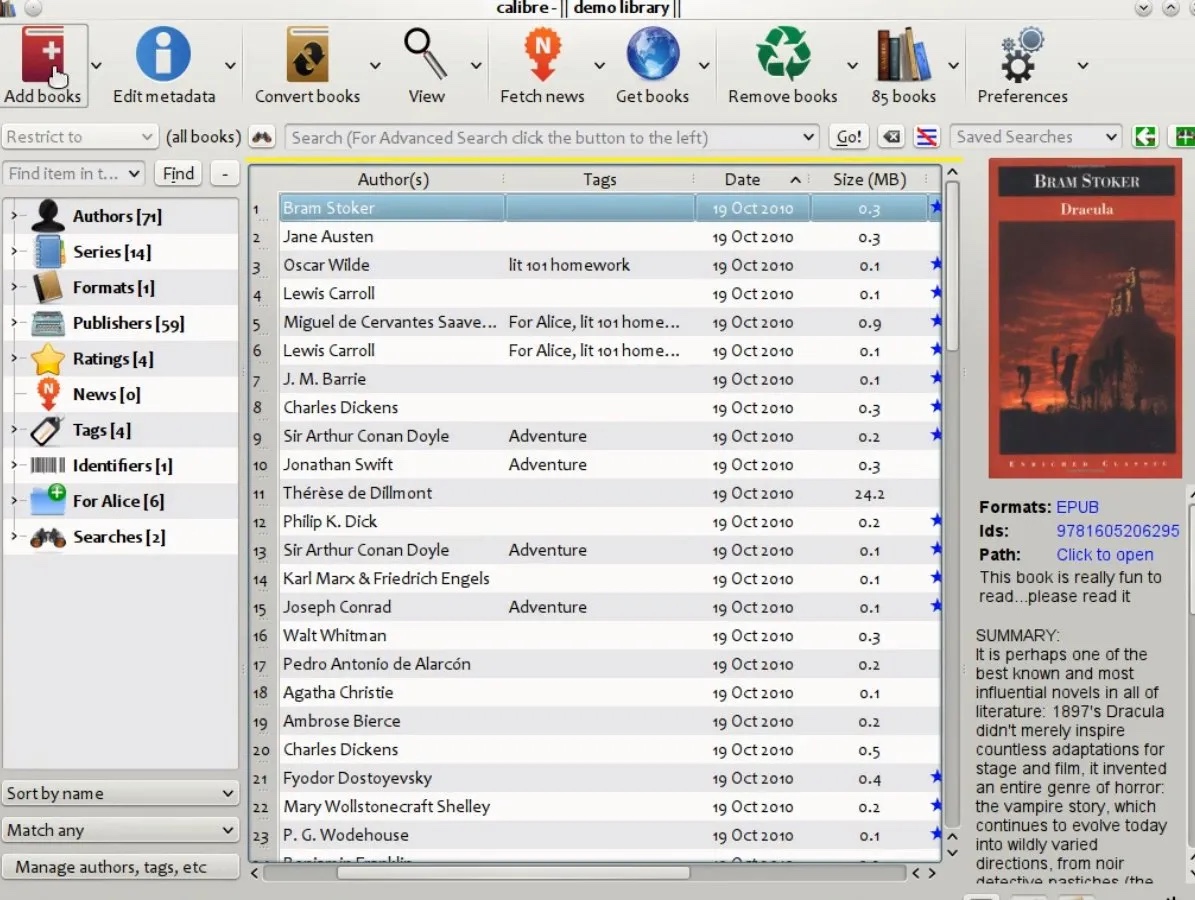 calibre - || demo library ||
Add books
Edit metadata
Convert books
View
Fetch news
Get books
Remove books
85 books
Preferences
Restrict to
(all books)
Search (For Advanced Search click the button to the left)
Go!
Saved Searches
Find item in t...
Find
-
Authors [71]
Series [14]
Formats [1]
Publishers [59]
Ratings [4]
News [0]
Tags [4]
Identifiers [1]
For Alice [6]
Searches [2]
Sort by name
Match any
Manage authors, tags, etc
Author(s) Tags Date Size (MB)
1 Bram Stoker 19 Oct 2010 0.3
2 Jane Austen 19 Oct 2010 0.3
3 Oscar Wilde lit 101 homework 19 Oct 2010 0.1
4 Lewis Carroll 19 Oct 2010 0.1
5 Miguel de Cervantes Saave... For Alice, lit 101 home... 19 Oct 2010 0.9
6 Lewis Carroll For Alice, lit 101 home... 19 Oct 2010 0.1
7 J. M. Barrie 19 Oct 2010 0.1
8 Charles Dickens 19 Oct 2010 0.3
9 Sir Arthur Conan Doyle Adventure 19 Oct 2010 0.2
10 Jonathan Swift Adventure 19 Oct 2010 0.3
11 Thérèse de Dillmont 19 Oct 2010 24.2
12 Philip K. Dick 19 Oct 2010 0.2
13 Sir Arthur Conan Doyle Adventure 19 Oct 2010 0.1
14 Karl Marx & Friedrich Engels 19 Oct 2010 0.1
15 Joseph Conrad Adventure 19 Oct 2010 0.1
16 Walt Whitman 19 Oct 2010 0.3
17 Pedro Antonio de Alarcón 19 Oct 2010 0.2
18 Agatha Christie 19 Oct 2010 0.1
19 Ambrose Bierce 19 Oct 2010 0.2
20 Charles Dickens 19 Oct 2010 0.5
21 Fyodor Dostoyevsky 19 Oct 2010 0.4
22 Mary Wollstonecraft Shelley 19 Oct 2010 0.2
23 P. G. Wodehouse 19 Oct 2010 0.1
Benjamin Franklin
BRAM STOKER
Dracula
ENRICHED CLASSIC
Formats: EPUB
Ids: 9781605206295
Path: Click to open
This book is really fun to
read...please read it
SUMMARY:
It is perhaps one of the
best known and most
influential novels in all of
literature: 1897's Dracula
didn't merely inspire
countless adaptations for
stage and film, it invented
an entire genre of horror:
the vampire story, which
continues to evolve today
into wildly varied
directions, from noir
detective pastiches (the